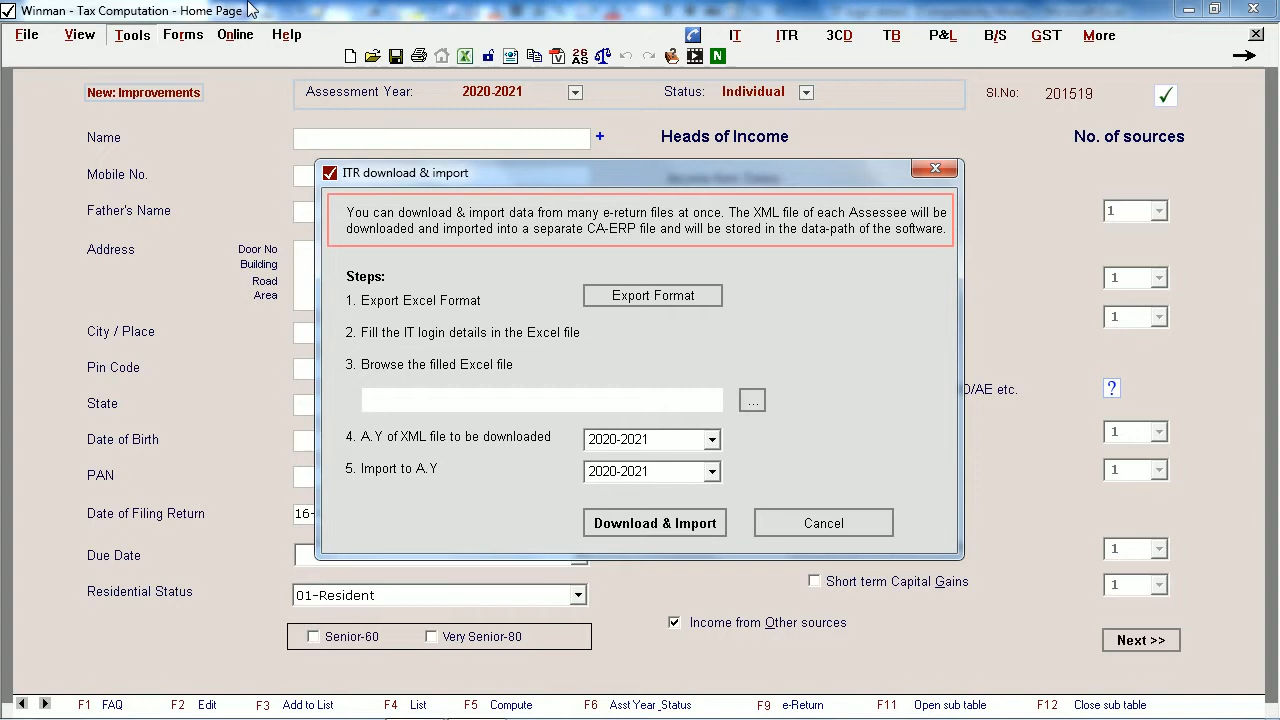 Winman - Tax Computation - Home Page
File View Tools Forms Online Help IT ITR 3CD TB P&L B/S GST More
26 AS N
New: Improvements Assessment Year: 2020-2021 Status: Individual Sl.No: 201519
Name + Heads of Income No. of sources
ITR download & import
Mobile No.
You can download & import data from many e-return files at once. The XML file of each Assessee will be
downloaded and imported into a separate CA-ERP file and will be stored in the data-path of the software.
Father's Name 1
Address Door No
Building
Road
Area
Steps:
1
1. Export Excel Format Export Format
1
City / Place 2. Fill the IT login details in the Excel file
Pin Code 3. Browse the filled Excel file
D/AE etc. ?
State ...
Date of Birth 4. A.Y of XML file to be downloaded 2020-2021 1
PAN 5. Import to A.Y 2020-2021 1
Date of Filing Return 16-
Download & Import Cancel
Due Date 1
Short term Capital Gains 1
Residential Status 01-Resident
Income from Other sources
Senior-60 Very Senior-80 Next >>
F1 FAQ F2 Edit F3 Add to List F4 List F5 Compute F6 Asst Year _Status F9 e-Return F11 Open sub table F12 Close sub table